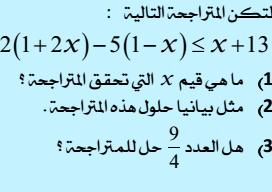 لتكن المتراجحة التالية :
2(1+2x)−5(1−x) ≤ x+13
1) ما هي قيم x التي تحقق المتراجحة ؟
2) مثل بيانيا حلول هذه المتراجحة .
3) هل العدد 9/4 حل للمتراجحة ؟